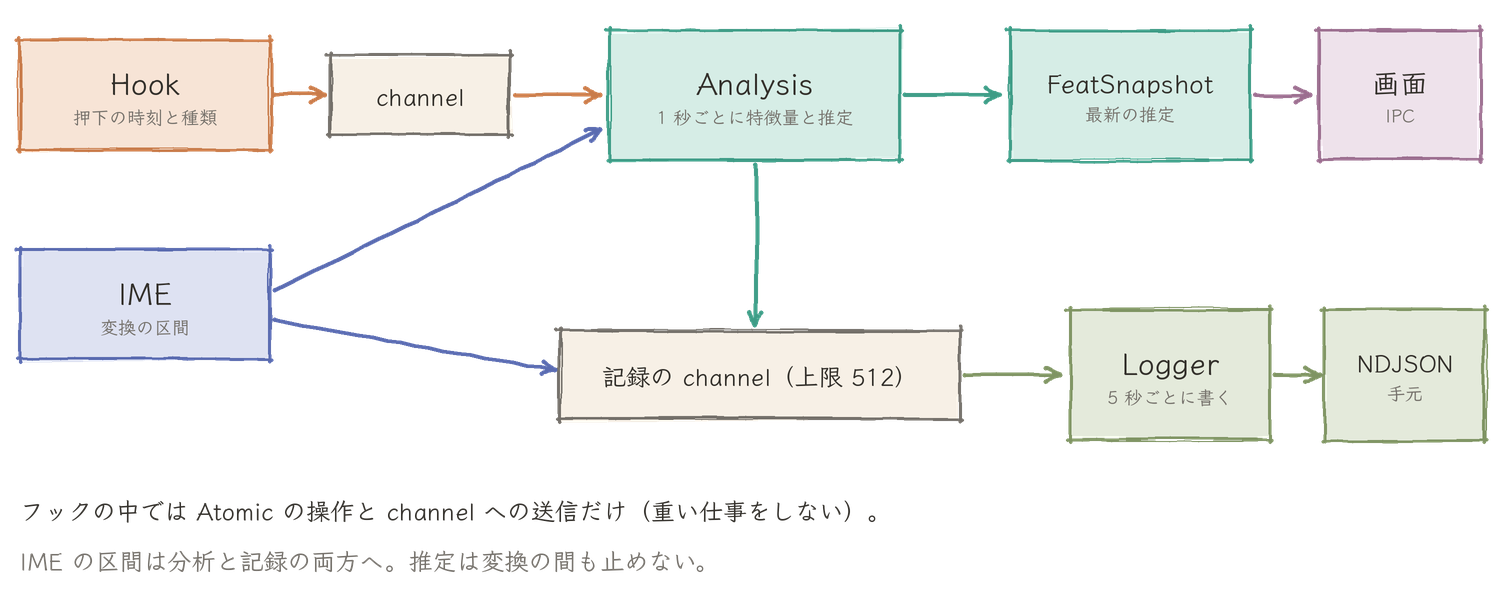 Hook
押下の時刻と種類
channel
Analysis
1 秒ごとに特徴量と推定
FeatSnapshot
最新の推定
画面
IPC
IME
変換の区間
記録の channel（上限 512）
Logger
5 秒ごとに書く
NDJSON
手元
フックの中では Atomic の操作と channel への送信だけ（重い仕事をしない）。
IME の区間は分析と記録の両方へ。推定は変換の間も止めない。